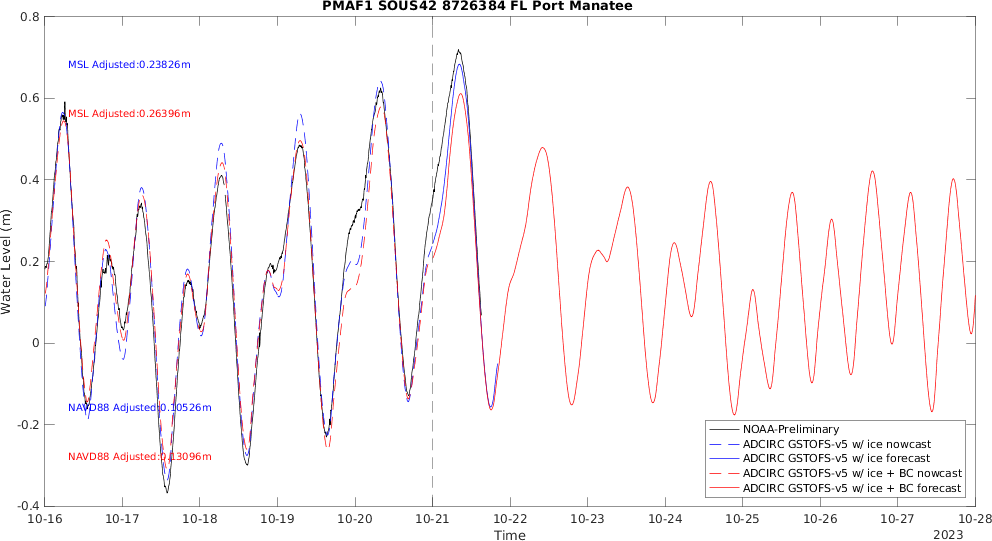 PMAF1 SOUS42 8726384 FL Port Manatee
0.8
MSL Adjusted:0.23826m
0.6
MSL Adjusted:0.26396m
0.4
Water Level (m)
0.2
0
-0.2
NAVD88 Adjusted:0.10526m
NAVD88 Adjusted:0.13096m
-0.4
NOAA-Preliminary
ADCIRC GSTOFS-v5 w/ ice nowcast
ADCIRC GSTOFS-v5 w/ ice forecast
ADCIRC GSTOFS-v5 w/ ice + BC nowcast
ADCIRC GSTOFS-v5 w/ ice + BC forecast
10-16 10-17 10-18 10-19 10-20 10-21 10-22 10-23 10-24 10-25 10-26 10-27 10-28
Time
2023